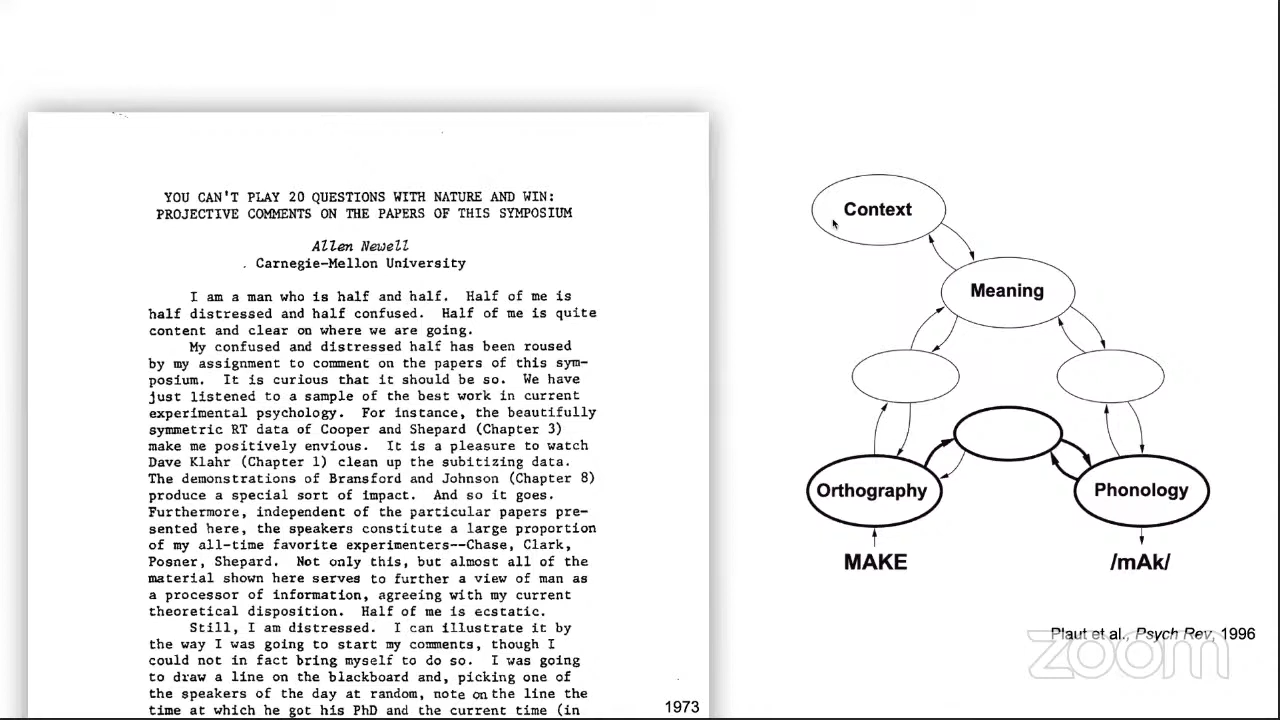 YOU CAN'T PLAY 20 QUESTIONS WITH NATURE AND WIN:
PROJECTIVE COMMENTS ON THE PAPERS OF THIS SYMPOSIUM
Allen Newell
Carnegie-Mellon University
I am a man who is half and half. Half of me is
half distressed and half confused. Half of me is quite
content and clear on where we are going.
My confused and distressed half has been roused
by my assignment to comment on the papers of this sym-
posium. It is curious that it should be so. We have
just listened to a sample of the best work in current
experimental psychology. For instance, the beautifully
symmetric RT data of Cooper and Shepard (Chapter 3)
make me positively envious. It is a pleasure to watch
Dave Klahr (Chapter 1) clean up the subitizing data.
The demonstrations of Bransford and Johnson (Chapter 8)
produce a special sort of impact. And so it goes.
Furthermore, independent of the particular papers pre-
sented here, the speakers constitute a large proportion
of my all-time favorite experimenters--Chase, Clark,
Posner, Shepard. Not only this, but almost all of the
material shown here serves to further a view of man as
a processor of information, agreeing with my current
theoretical disposition. Half of me is ecstatic.
Still, I am distressed. I can illustrate it by
the way I was going to start my comments, though I
could not in fact bring myself to do so. I was going
to draw a line on the blackboard and, picking one of
the speakers of the day at random, note on the line the
time at which he got his PhD and the current time (in
1973
Context
Meaning
Orthography
Phonology
MAKE
/mAk/
Plaut et al., Psych Rev, 1996
zoom